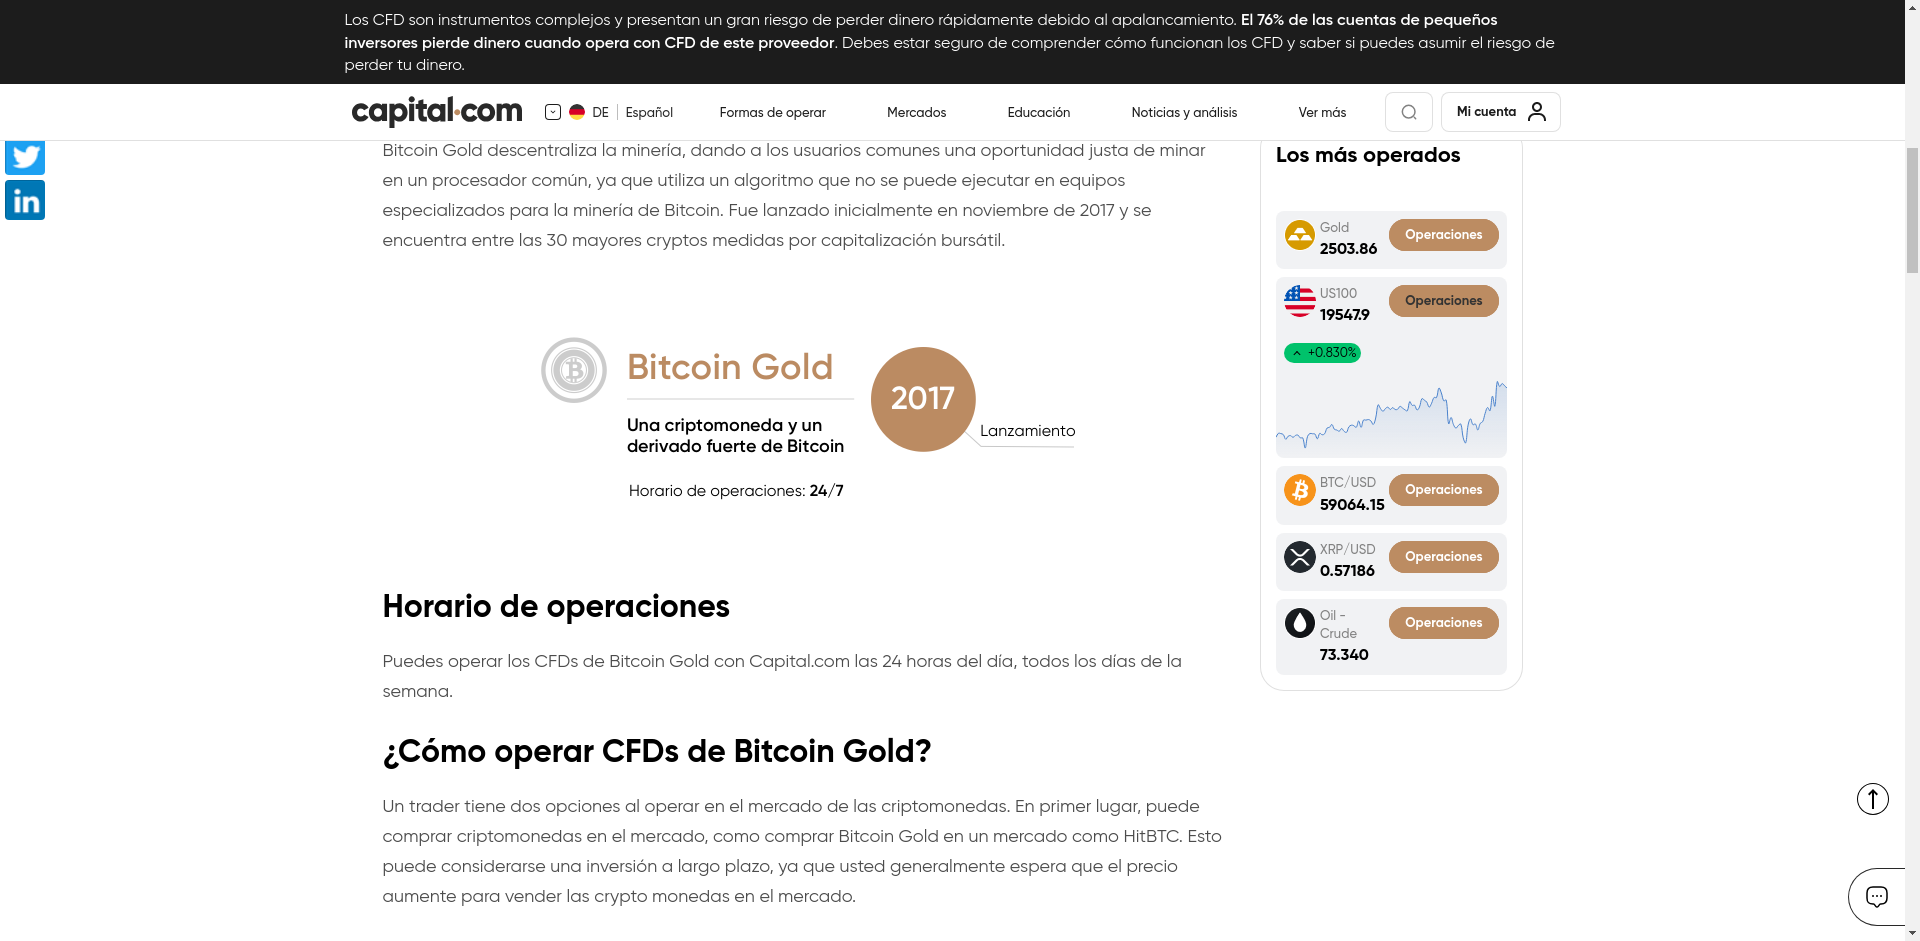 Los CFD son instrumentos complejos y presentan un gran riesgo de perder dinero rápidamente debido al apalancamiento. El 76% de las cuentas de pequeños
inversores pierde dinero cuando opera con CFD de este proveedor. Debes estar seguro de comprender cómo funcionan los CFD y saber si puedes asumir el riesgo de
perder tu dinero.
capital.com
DE
Español
Formas de operar
Mercados
Educación
Noticias y análisis
Ver más
Mi cuenta
in
Bitcoin Gold descentraliza la minería, dando a los usuarios comunes una oportunidad justa de minar
en un procesador común, ya que utiliza un algoritmo que no se puede ejecutar en equipos
especializados para la minería de Bitcoin. Fue lanzado inicialmente en noviembre de 2017 y se
encuentra entre las 30 mayores cryptos medidas por capitalización bursátil.
Bitcoin Gold
Una criptomoneda y un
derivado fuerte de Bitcoin
Horario de operaciones: 24/7
2017
Lanzamiento
Horario de operaciones
Puedes operar los CFDs de Bitcoin Gold con Capital.com las 24 horas del día, todos los días de la
semana.
¿Cómo operar CFDs de Bitcoin Gold?
Un trader tiene dos opciones al operar en el mercado de las criptomonedas. En primer lugar, puede
comprar criptomonedas en el mercado, como comprar Bitcoin Gold en un mercado como HitBTC. Esto
puede considerarse una inversión a largo plazo, ya que usted generalmente espera que el precio
aumente para vender las crypto monedas en el mercado.
Los más operados
Gold
2503.86
Operaciones
US100
19547.9
Operaciones
+0.830%
BTC/USD
59064.15
Operaciones
XRP/USD
0.57186
Operaciones
Oil -
Crude
73.340
Operaciones